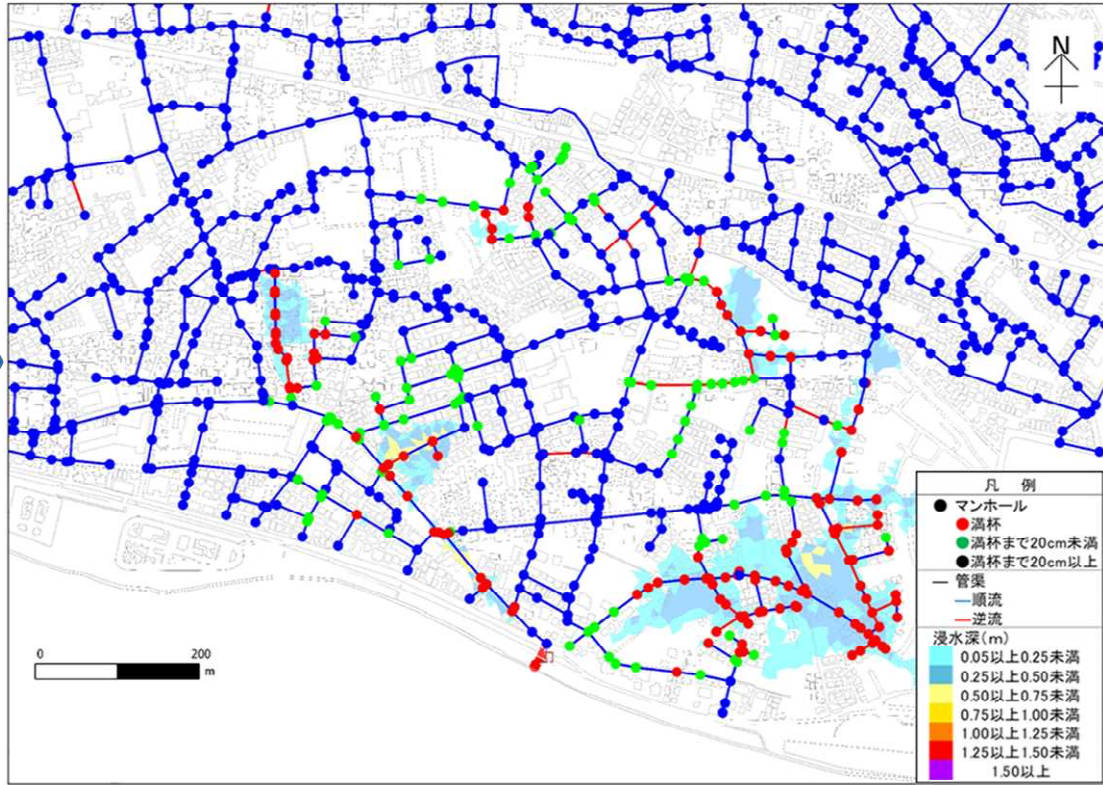 N
0 200
m
凡 例
マンホール
満杯
満杯まで20cm未満
満杯まで20cm以上
管渠
順流
逆流
浸水深(m)
0.05以上0.25未満
0.25以上0.50未満
0.50以上0.75未満
0.75以上1.00未満
1.00以上1.25未満
1.25以上1.50未満
1.50以上